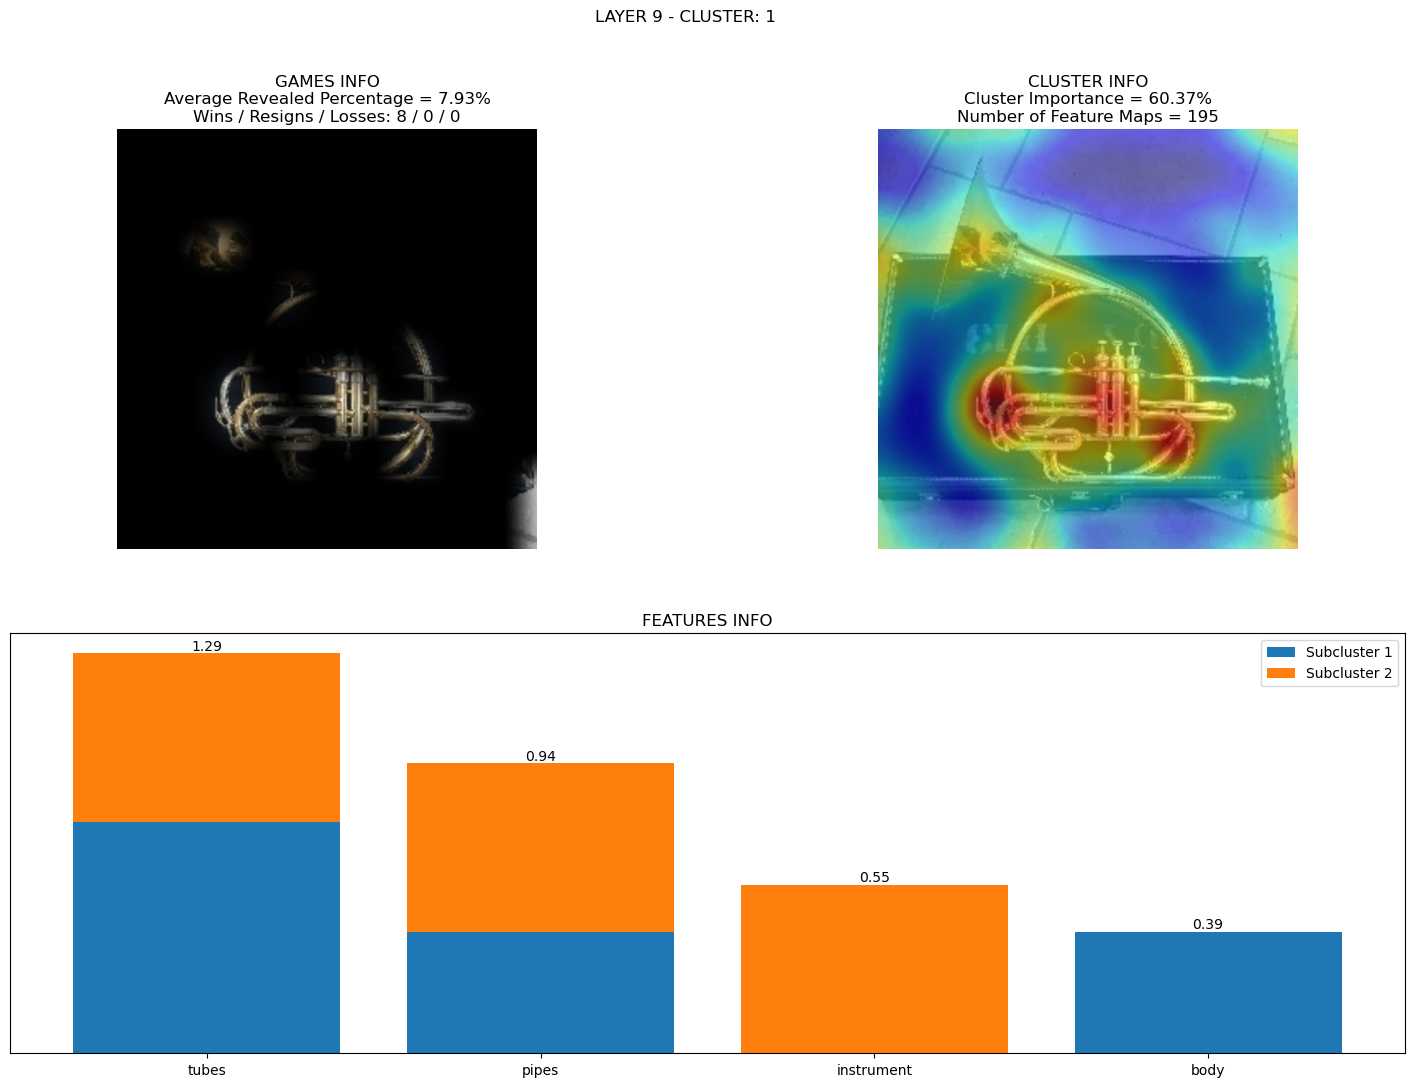 LAYER 9 - CLUSTER: 1
GAMES INFO
Average Revealed Percentage = 7.93%
Wins / Resigns / Losses: 8 / 0 / 0
CLUSTER INFO
Cluster Importance = 60.37%
Number of Feature Maps = 195
FEATURES INFO
1.29
0.94
0.55
0.39
Subcluster 1
Subcluster 2
tubes
pipes
instrument
body